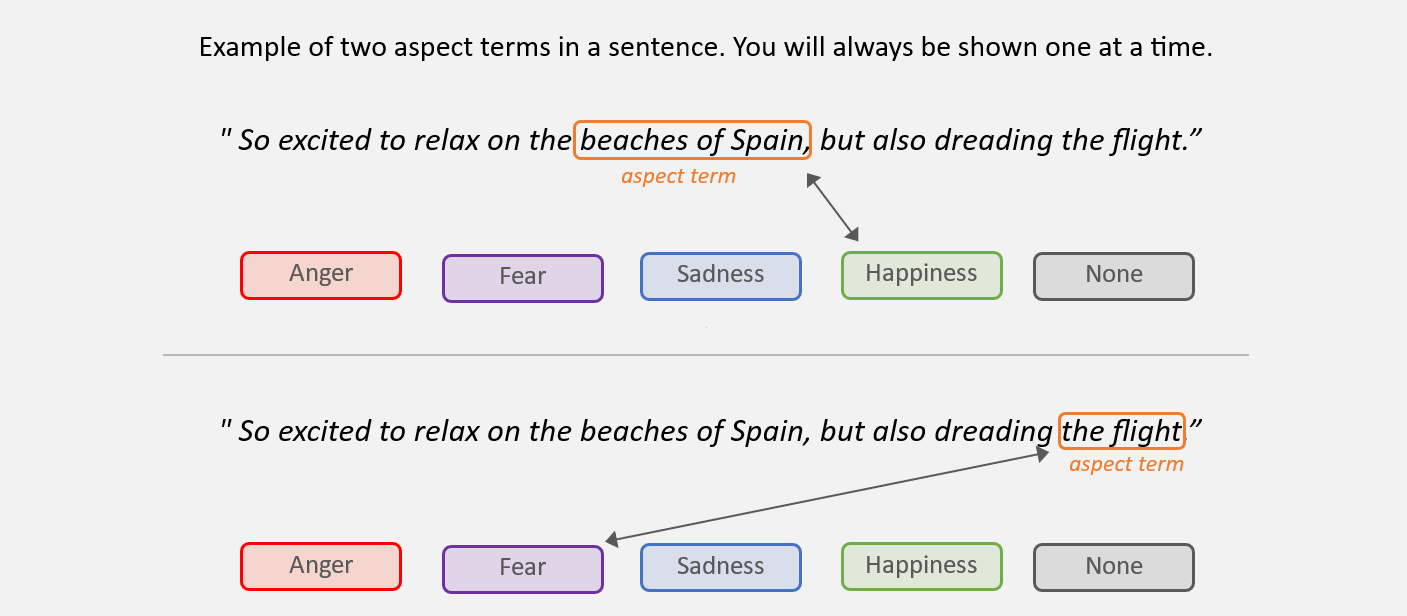 Example of two aspect terms in a sentence. You will always be shown one at a time.
" So excited to relax on the beaches of Spain, but also dreading the flight.”
aspect term
Anger Fear Sadness Happiness None
" So excited to relax on the beaches of Spain, but also dreading the flight.”
aspect term
Anger Fear Sadness Happiness None